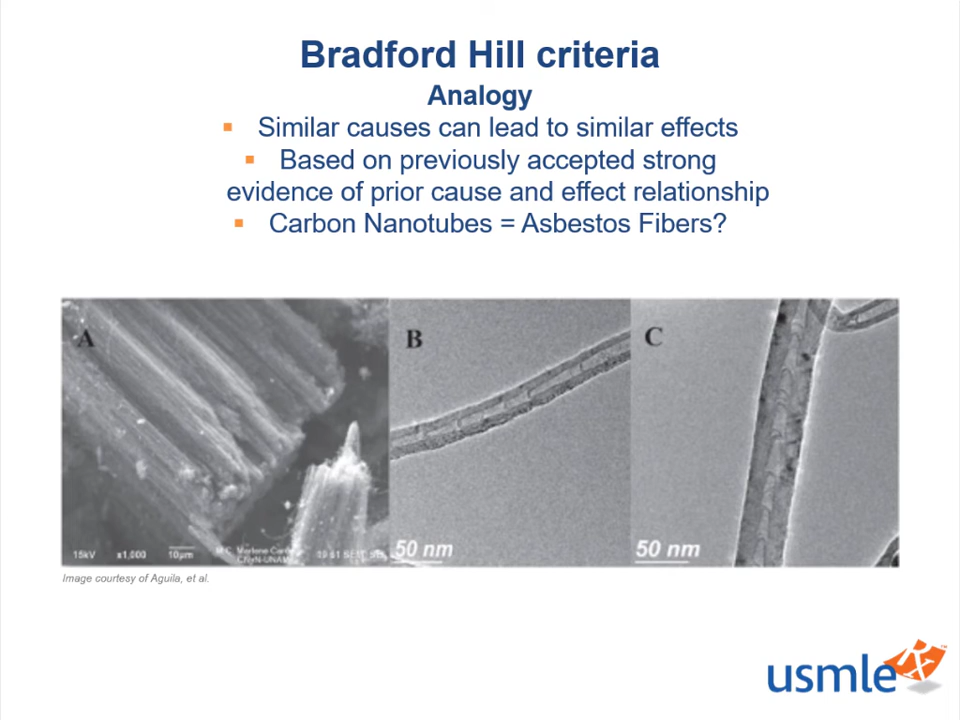 Bradford Hill criteria
Analogy
▪ Similar causes can lead to similar effects
▪ Based on previously accepted strong
evidence of prior cause and effect relationship
▪ Carbon Nanotubes = Asbestos Fibers?
A
B
C
15kV x1,000 10µm
50 nm
50 nm
Image courtesy of Aguila, et al.
usmle Rx